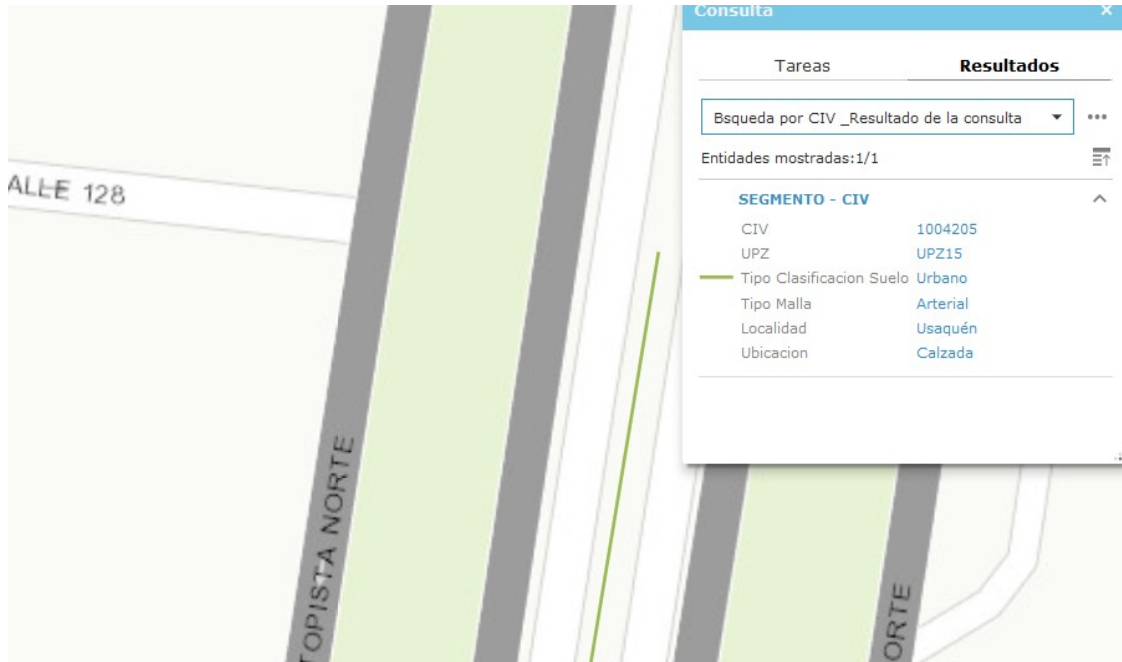 Consulta ×
Tareas Resultados
Bsqueda por CIV _Resultado de la consulta
Entidades mostradas:1/1
SEGMENTO - CIV
CIV 1004205
UPZ UPZ15
Tipo Clasificacion Suelo Urbano
Tipo Malla Arterial
Localidad Usaquén
Ubicacion Calzada
ALLE 128
TOPISTA NORTE
ORTE